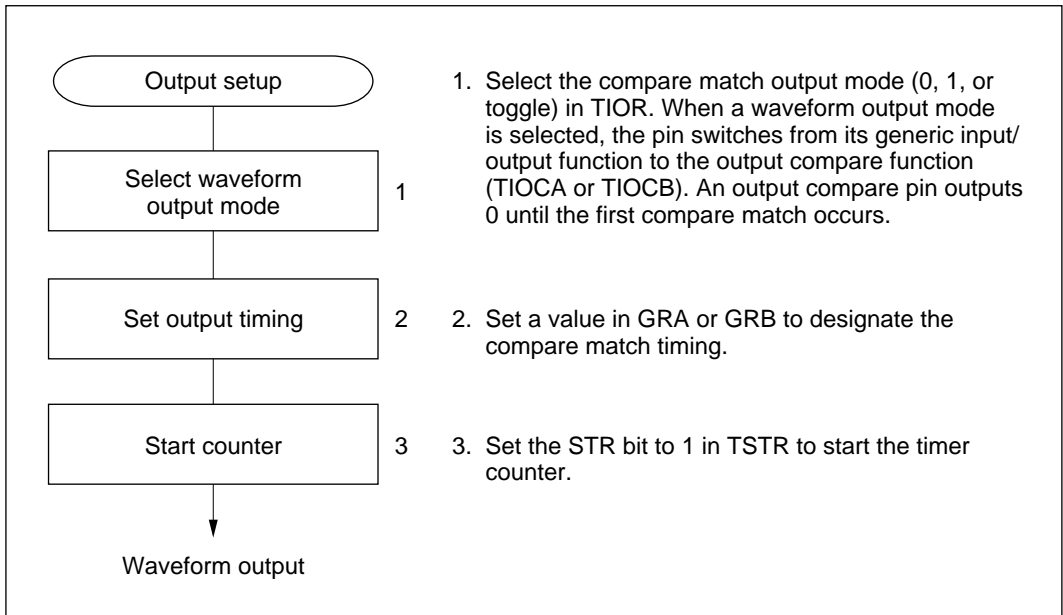 Output setup
Select waveform
output mode
1
Set output timing
2
Start counter
3
Waveform output
1. Select the compare match output mode (0, 1, or
toggle) in TIOR. When a waveform output mode
is selected, the pin switches from its generic input/
output function to the output compare function
(TIOCA or TIOCB). An output compare pin outputs
0 until the first compare match occurs.
2. Set a value in GRA or GRB to designate the
compare match timing.
3. Set the STR bit to 1 in TSTR to start the timer
counter.